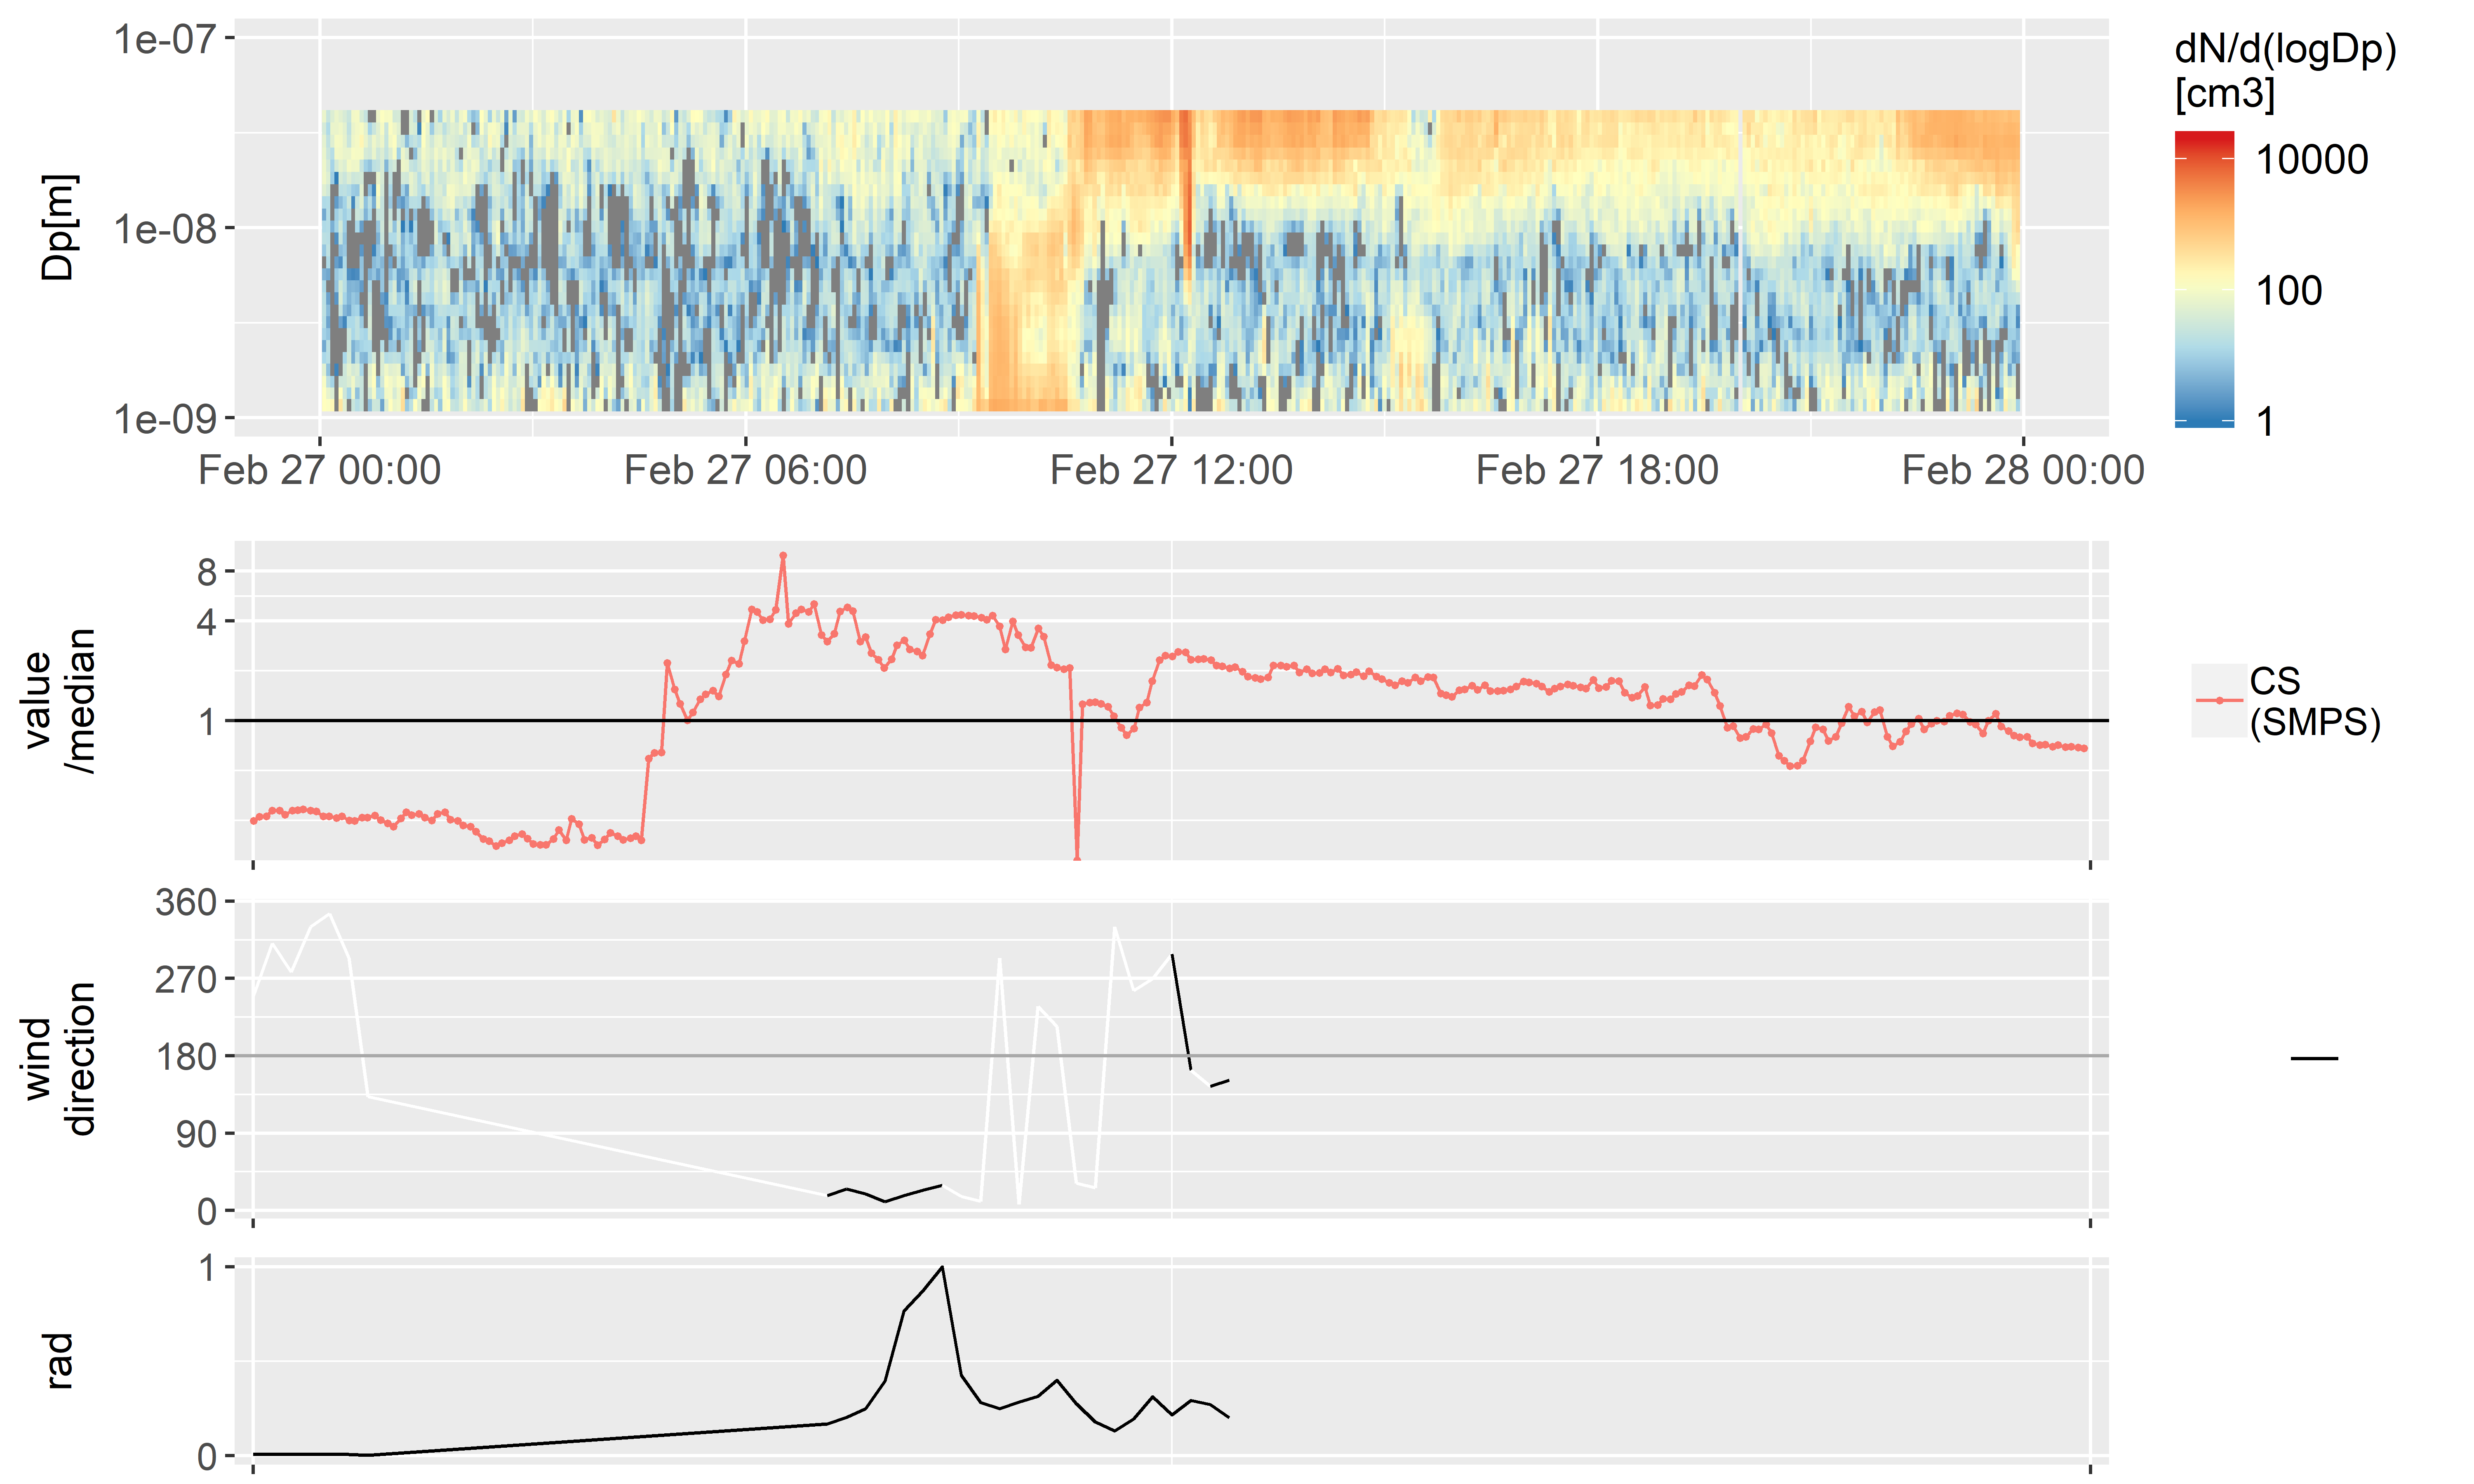 1e-07
1e-08
1e-09
Dp[m]
Feb 27 00:00
Feb 27 06:00
Feb 27 12:00
Feb 27 18:00
Feb 28 00:00
dN/d(logDp)
[cm3]
10000
100
1
8
4
1
value
/median
CS
(SMPS)
360
270
180
90
0
wind
direction
1
0
rad